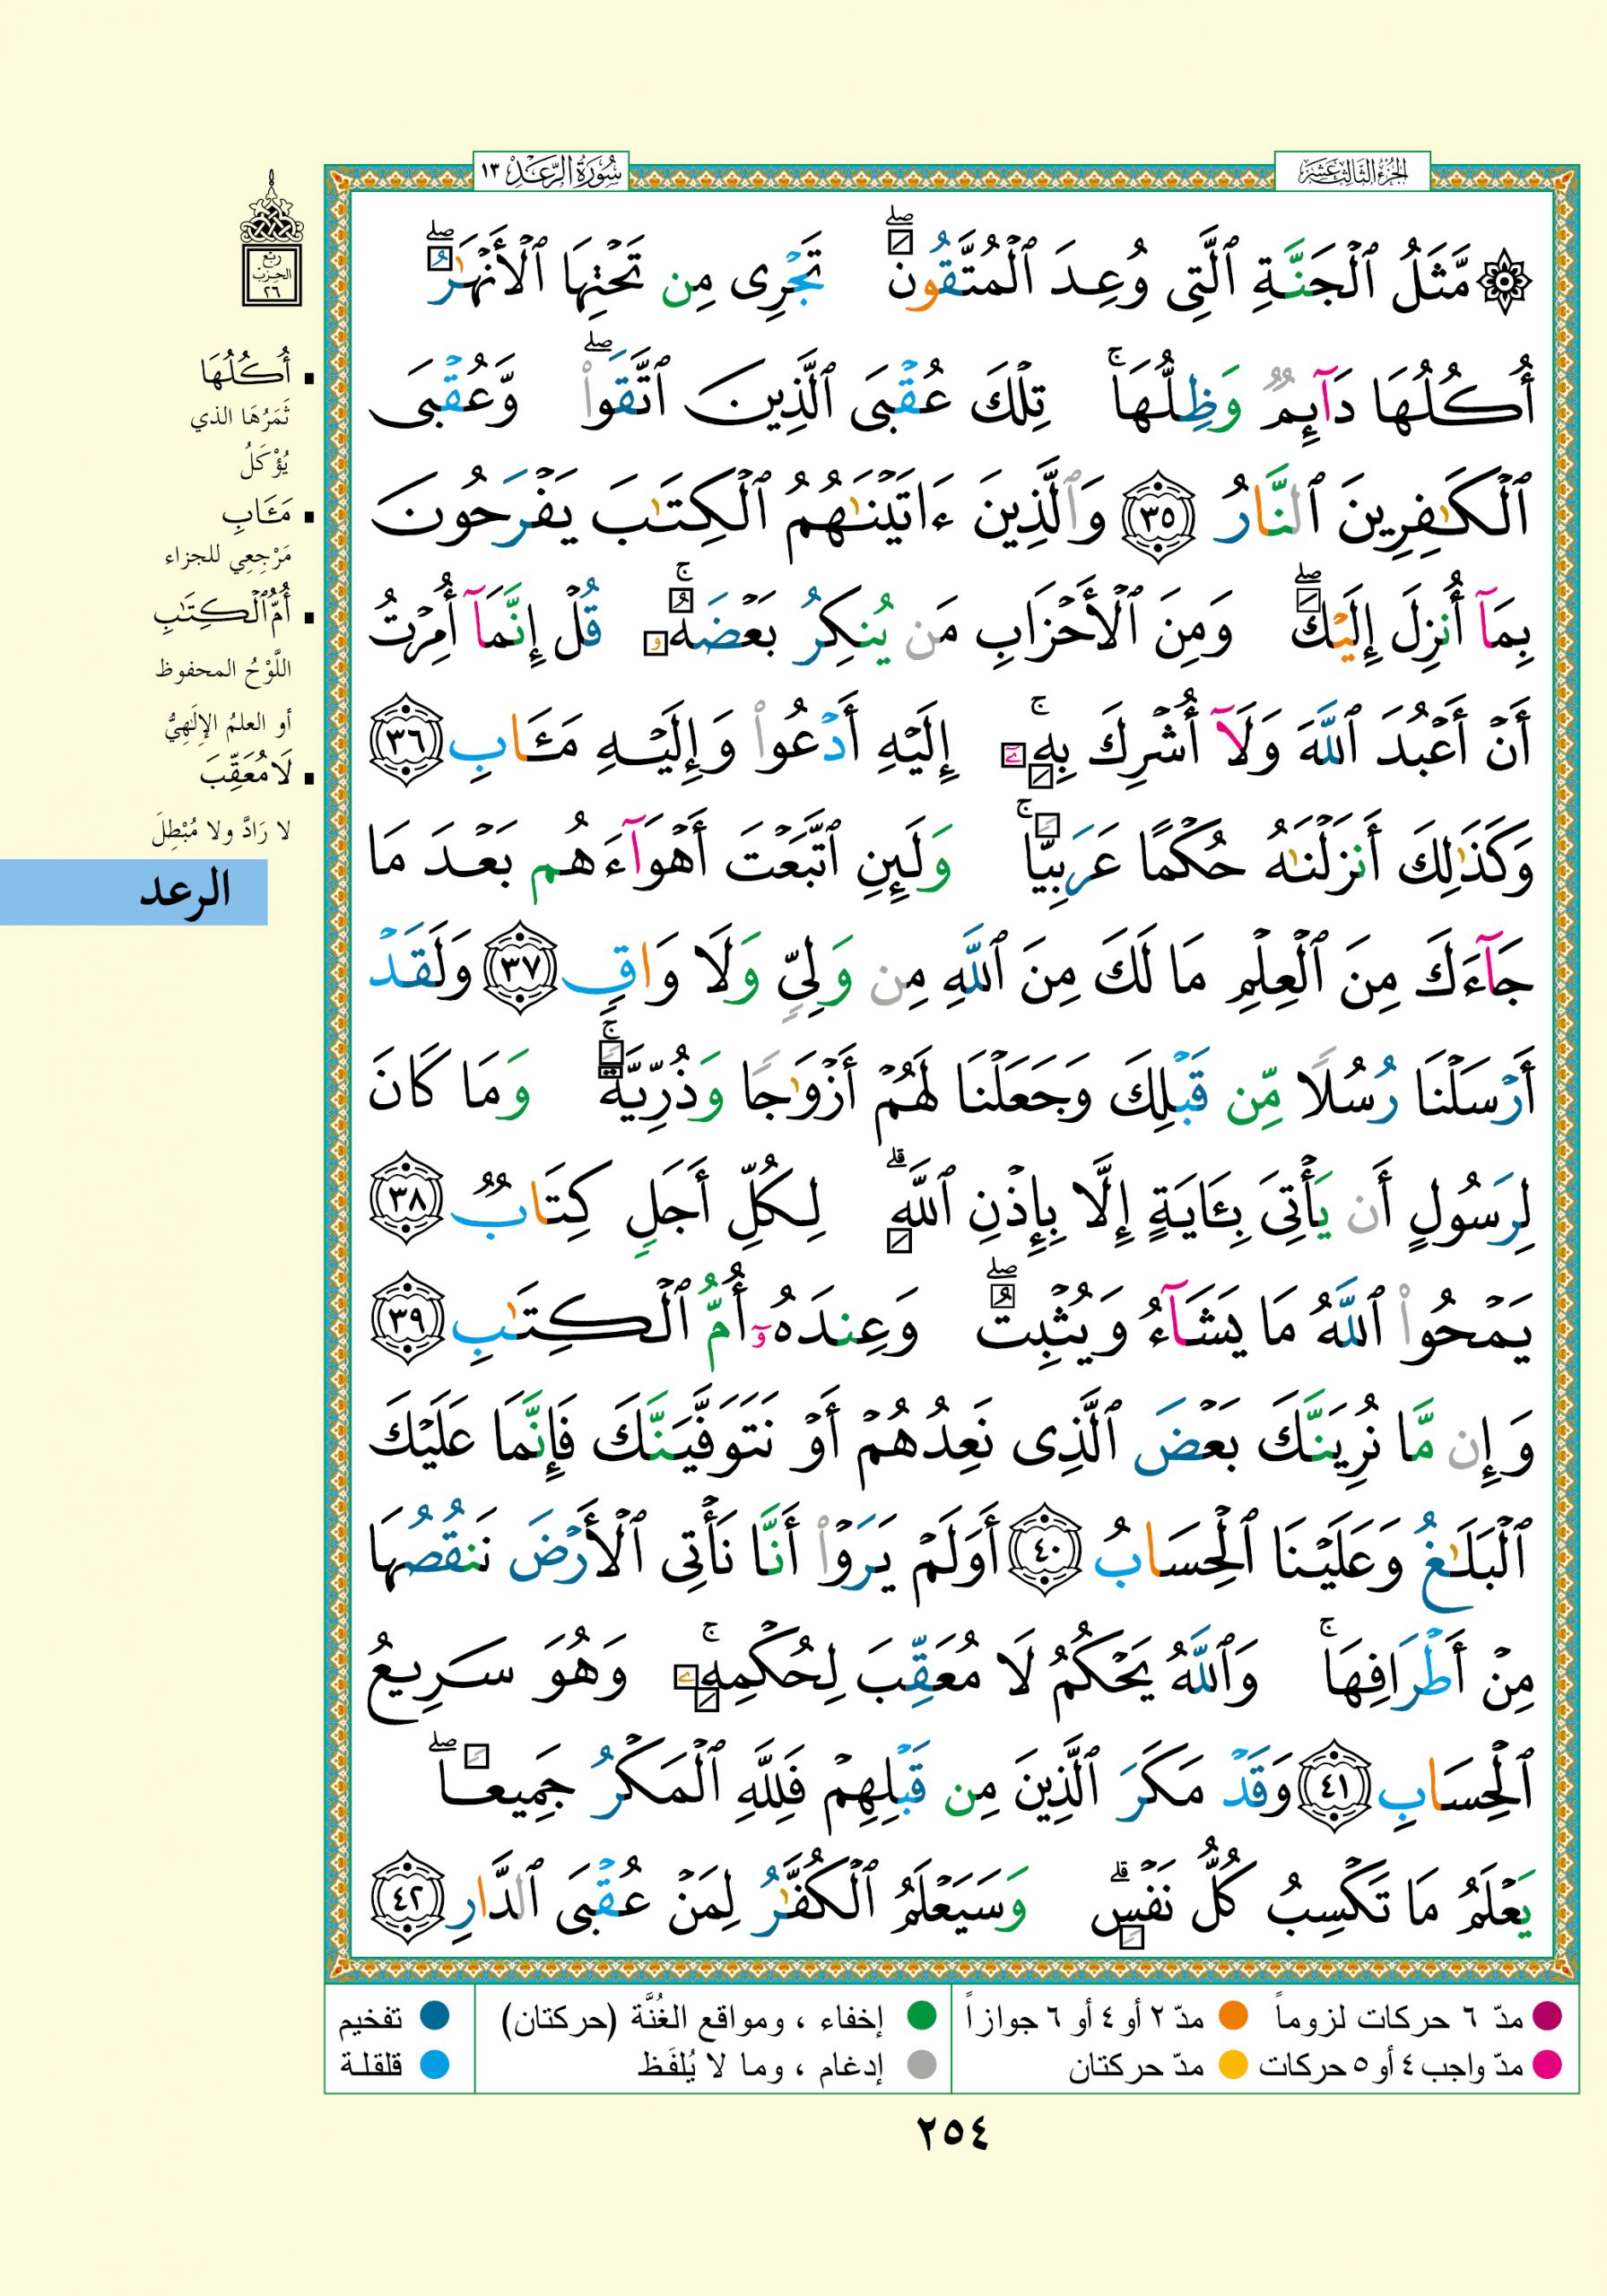 الجزء الثالث عشر
سورة الرعد ١٣
۞ مَّثَلُ ٱلۡجَنَّةِ ٱلَّتِى وُعِدَ ٱلۡمُتَّقُونَۖ تَجۡرِى مِن تَحۡتِهَا ٱلۡأَنۡهَٰرُۖ
أُكُلُهَا دَآئِمٌ وَظِلُّهَاۚ تِلۡكَ عُقۡبَى ٱلَّذِينَ ٱتَّقَواْۖ وَّعُقۡبَى
ٱلۡكَٰفِرِينَ ٱلنَّارُ ٣٥ وَٱلَّذِينَ ءَاتَيۡنَٰهُمُ ٱلۡكِتَٰبَ يَفۡرَحُونَ
بِمَآ أُنزِلَ إِلَيۡكَۖ وَمِنَ ٱلۡأَحۡزَابِ مَن يُنكِرُ بَعۡضَهُۥۚ قُلۡ إِنَّمَآ أُمِرۡتُ
أَنۡ أَعۡبُدَ ٱللَّهَ وَلَآ أُشۡرِكَ بِهِۦٓۚ إِلَيۡهِ أَدۡعُواْ وَإِلَيۡهِ مَـَٔابِ ٣٦
وَكَذَٰلِكَ أَنزَلۡنَٰهُ حُكۡمًا عَرَبِيّٗاۚ وَلَئِنِ ٱتَّبَعۡتَ أَهۡوَآءَهُم بَعۡدَ مَا
جَآءَكَ مِنَ ٱلۡعِلۡمِ مَا لَكَ مِنَ ٱللَّهِ مِن وَلِيّٖ وَلَا وَاقٖ ٣٧ وَلَقَدۡ
أَرۡسَلۡنَا رُسُلٗا مِّن قَبۡلِكَ وَجَعَلۡنَا لَهُمۡ أَزۡوَٰجٗا وَذُرِّيَّةٗۚ وَمَا كَانَ
لِرَسُولٍ أَن يَأۡتِىَ بِـَٔايَةٍ إِلَّا بِإِذۡنِ ٱللَّهِۗ لِكُلِّ أَجَلٖ كِتَابٞ ٣٨
يَمۡحُواْ ٱللَّهُ مَا يَشَآءُ وَيُثۡبِتُۖ وَعِندَهُۥٓ أُمُّ ٱلۡكِتَٰبِ ٣٩
وَإِن مَّا نُرِيَنَّكَ بَعۡضَ ٱلَّذِى نَعِدُهُمۡ أَوۡ نَتَوَفَّيَنَّكَ فَإِنَّمَا عَلَيۡكَ
ٱلۡبَلَٰغُ وَعَلَيۡنَا ٱلۡحِسَابُ ٤٠ أَوَلَمۡ يَرَوۡاْ أَنَّا نَأۡتِى ٱلۡأَرۡضَ نَنقُصُهَا
مِنۡ أَطۡرَافِهَاۚ وَٱللَّهُ يَحۡكُمُ لَا مُعَقِّبَ لِحُكۡمِهِۦۚ وَهُوَ سَرِيعُ
ٱلۡحِسَابِ ٤١ وَقَدۡ مَكَرَ ٱلَّذِينَ مِن قَبۡلِهِمۡ فَلِلَّهِ ٱلۡمَكۡرُ جَمِيعٗاۖ
يَعۡلَمُ مَا تَكۡسِبُ كُلُّ نَفۡسٖۗ وَسَيَعۡلَمُ ٱلۡكُفَّٰرُ لِمَنۡ عُقۡبَى ٱلدَّارِ ٤٢
ربع
الحزب
٢٦
أُكُلُهَا
ثَمَرُهَا الذي
يُؤْكَلُ
مَـَٔابِ
مَرْجِعِي للجزاء
أُمُّ ٱلۡكِتَٰبِ
اللَّوْحُ المحفوظ
أو العلمُ الإِلَهِيُّ
لَا مُعَقِّبَ
لا رَادَّ ولا مُبْطِلَ
الرعد
مدّ ٦ حركات لزوماً
مدّ ٢ أو ٤ أو ٦ جوازاً
مدّ واجب ٤ أو ٥ حركات
مدّ حركتان
إخفاء ، ومواقع الغُنَّة (حركتان)
إدغام ، وما لا يُلفَظ
تفخيم
قلقلة
٢٥٤